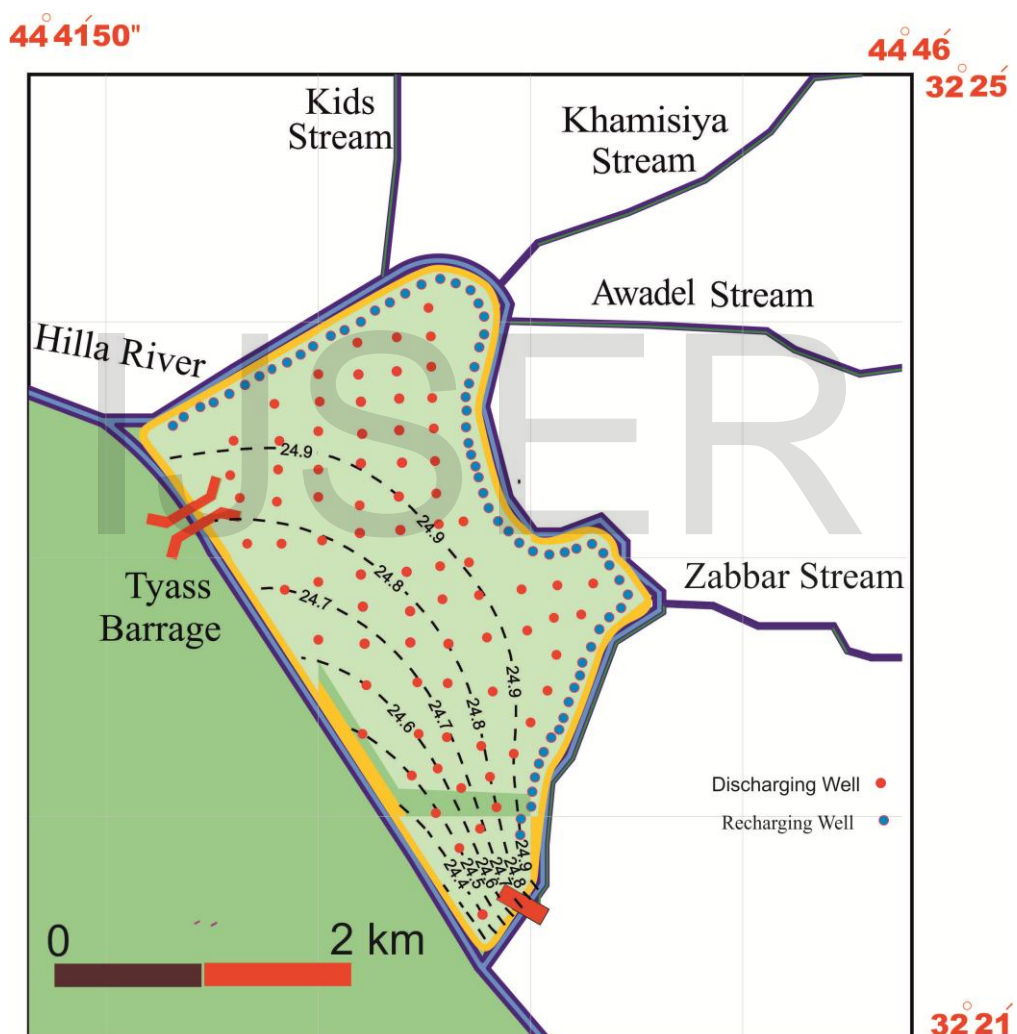 44°41′50"
44°46′
32°25′
Kids
Stream
Khamisiya
Stream
Awadel Stream
Hilla River
IJSER
24.9
24.9
24.8
Tyass
Barrage
Zabbar Stream
24.7
24.9
24.6
24.7
24.8
Discharging Well
Recharging Well
24.9
24.4
24.5
24.6
24.8
0
2 km
32°21′